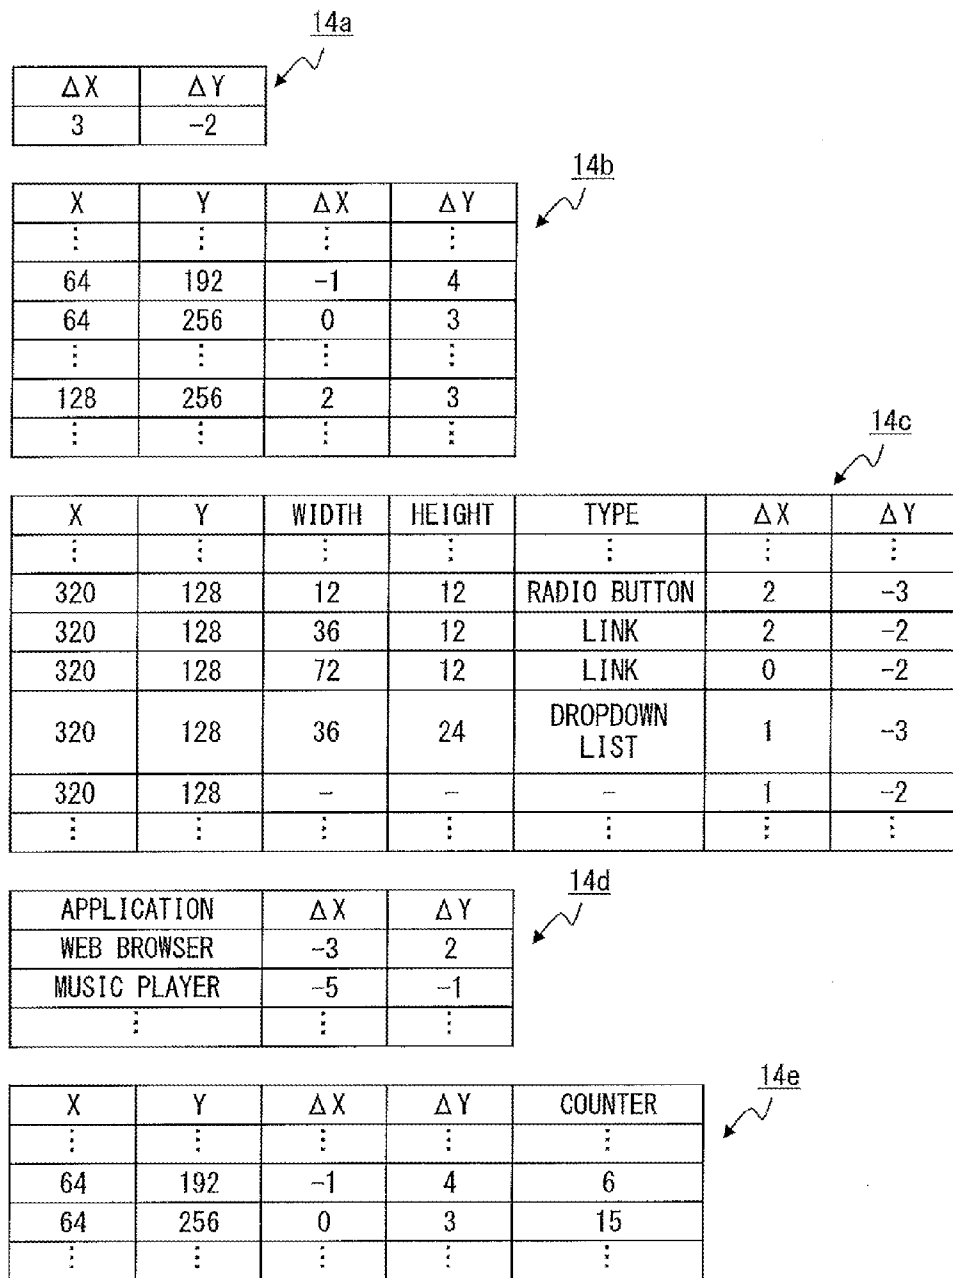 14a
ΔX ΔY
3 -2
14b
X Y ΔX ΔY
⋮ ⋮ ⋮ ⋮
64 192 -1 4
64 256 0 3
⋮ ⋮ ⋮ ⋮
128 256 2 3
⋮ ⋮ ⋮ ⋮
14c
X Y WIDTH HEIGHT TYPE ΔX ΔY
⋮ ⋮ ⋮ ⋮ ⋮ ⋮ ⋮
320 128 12 12 RADIO BUTTON 2 -3
320 128 36 12 LINK 2 -2
320 128 72 12 LINK 0 -2
320 128 36 24 DROPDOWN LIST 1 -3
320 128 - - - 1 -2
⋮ ⋮ ⋮ ⋮ ⋮ ⋮ ⋮
14d
APPLICATION ΔX ΔY
WEB BROWSER -3 2
MUSIC PLAYER -5 -1
⋮ ⋮ ⋮
14e
X Y ΔX ΔY COUNTER
⋮ ⋮ ⋮ ⋮ ⋮
64 192 -1 4 6
64 256 0 3 15
⋮ ⋮ ⋮ ⋮ ⋮